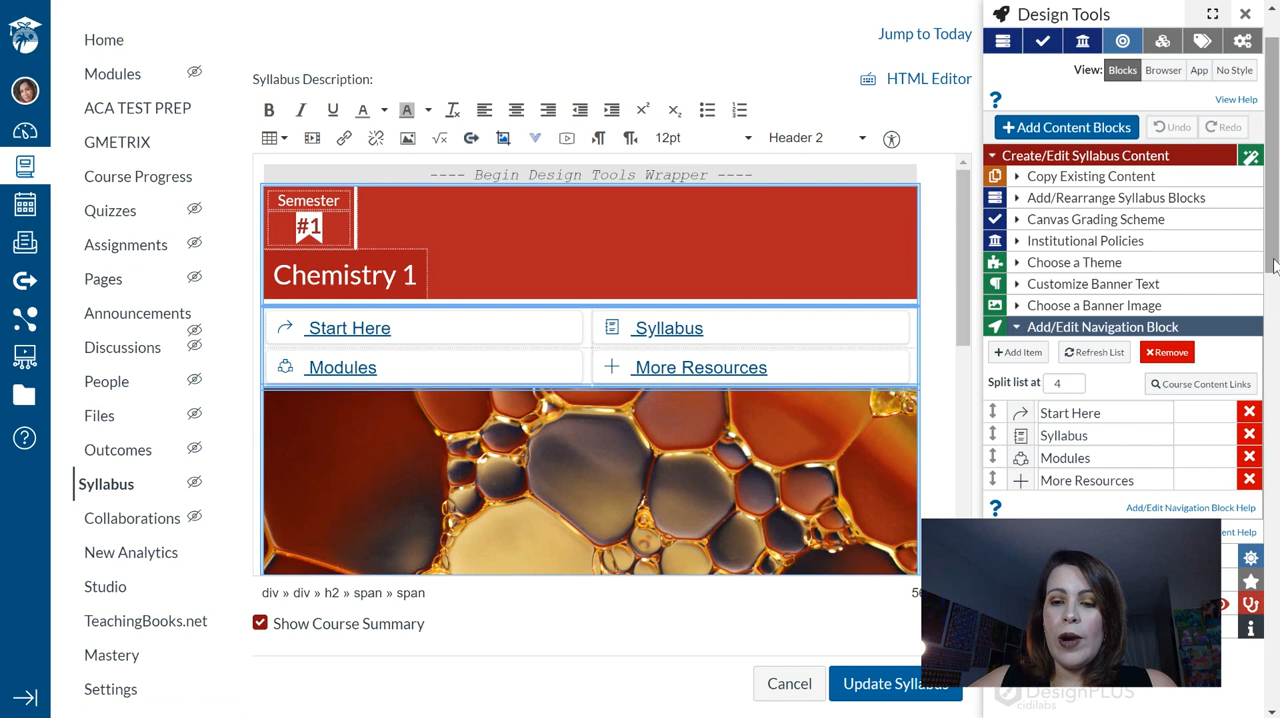 Home
Modules
ACA TEST PREP
GMETRIX
Course Progress
Quizzes
Assignments
Pages
Announcements
Discussions
People
Files
Outcomes
Syllabus
Collaborations
New Analytics
Studio
TeachingBooks.net
Mastery
Settings
Jump to Today
Syllabus Description:
HTML Editor
12pt
Header 2
---- Begin Design Tools Wrapper ----
Semester
#1
Chemistry 1
Start Here
Syllabus
Modules
More Resources
div » div » h2 » span » span
Show Course Summary
Cancel
Update Syllabus
Design Tools
View: Blocks Browser App No Style
View Help
+Add Content Blocks
Undo
Redo
Create/Edit Syllabus Content
Copy Existing Content
Add/Rearrange Syllabus Blocks
Canvas Grading Scheme
Institutional Policies
Choose a Theme
Customize Banner Text
Choose a Banner Image
Add/Edit Navigation Block
+Add Item
Refresh List
×Remove
Split list at 4
Course Content Links
Start Here
Syllabus
Modules
More Resources
Add/Edit Navigation Block Help
Help
DesignPLUS
cidilabs